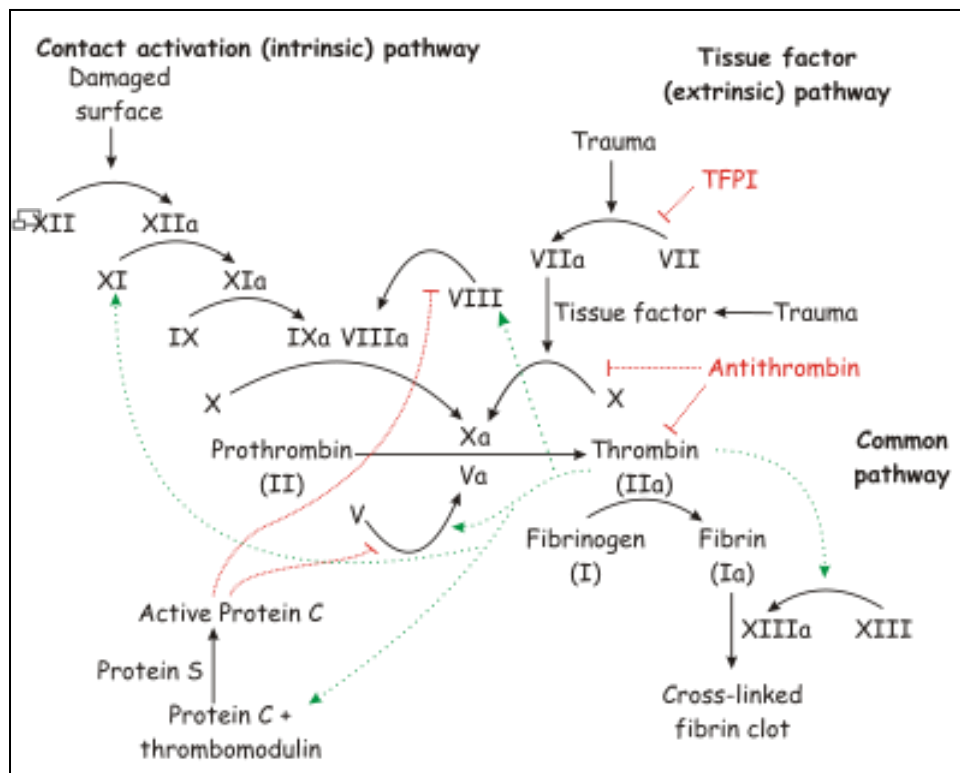 Contact activation (intrinsic) pathway
Damaged
surface
Tissue factor
(extrinsic) pathway
Trauma
TFPI
XII
XIIa
VIIa
VII
XI
XIa
VIII
Tissue factor
Trauma
IX
IXa
VIIIa
Antithrombin
X
X
Xa
Prothrombin
(II)
Thrombin
(IIa)
Common
pathway
Va
V
Fibrinogen
(I)
Fibrin
(Ia)
Active Protein C
XIIIa
XIII
Protein S
Protein C +
thrombomodulin
Cross-linked
fibrin clot